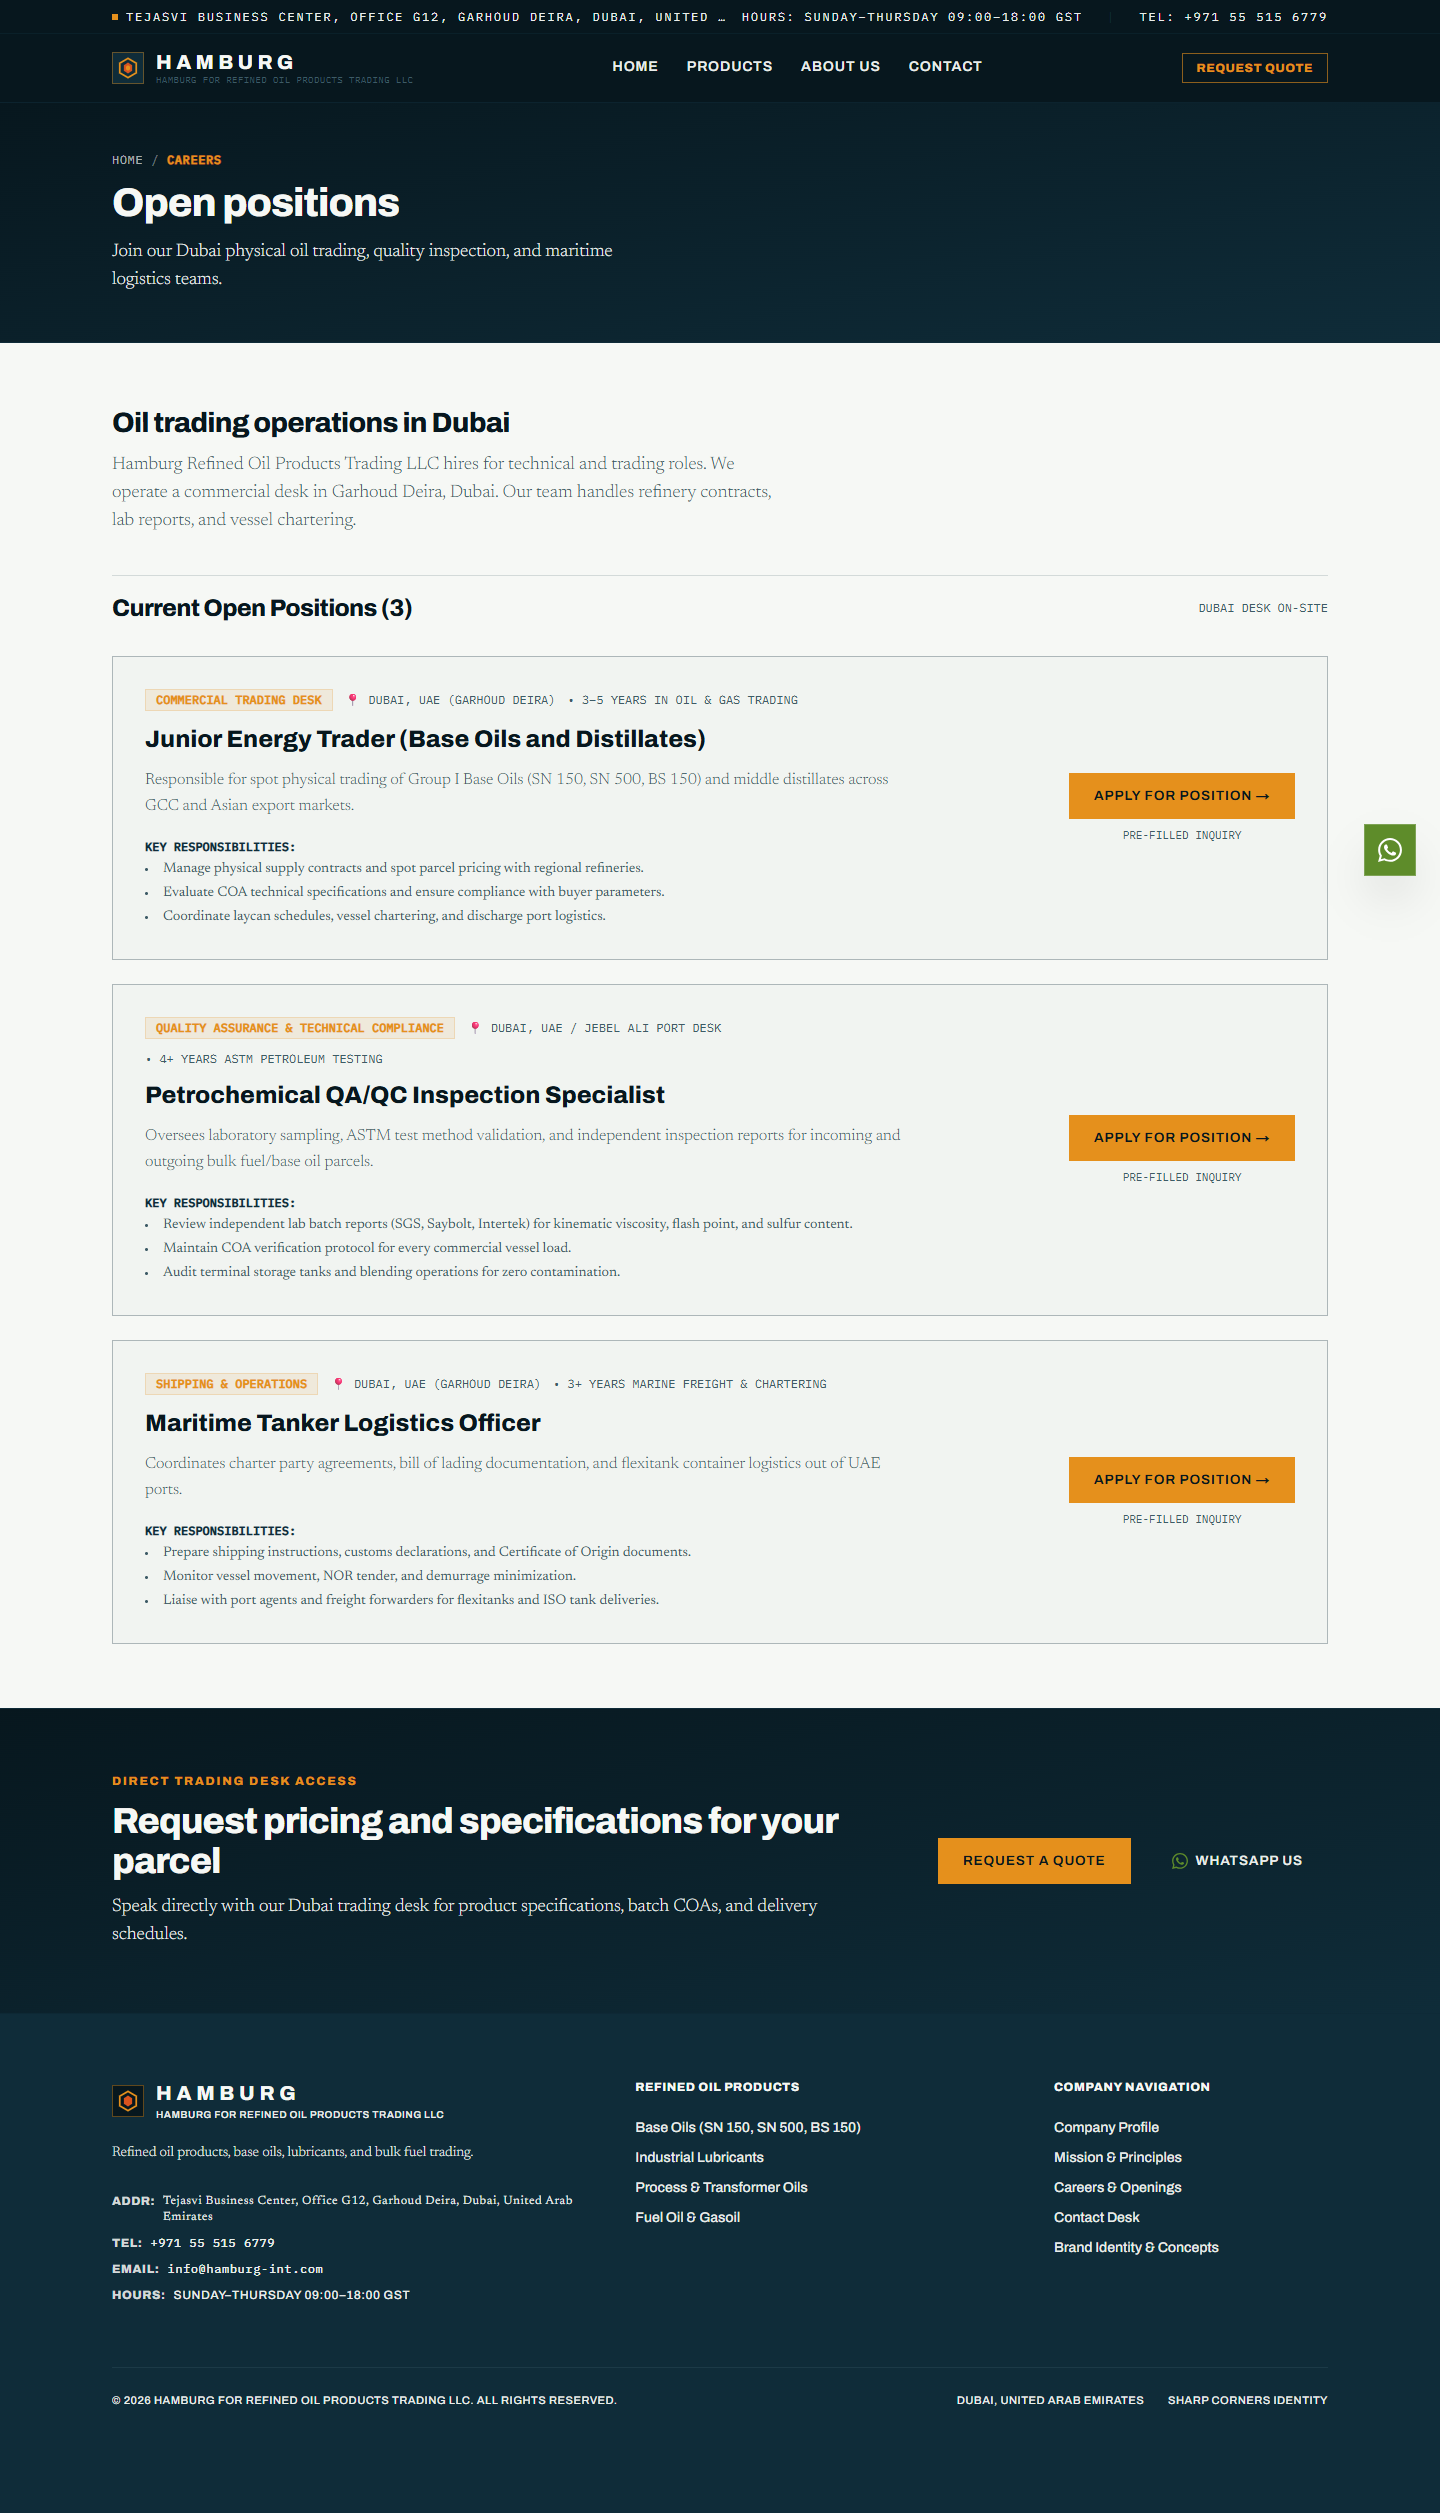 TEJASVI BUSINESS CENTER, OFFICE G12, GARHOUD DEIRA, DUBAI, UNITED …
HOURS: SUNDAY–THURSDAY 09:00–18:00 GST
TEL: +971 55 515 6779
HAMBURG
HAMBURG FOR REFINED OIL PRODUCTS TRADING LLC
HOME
PRODUCTS
ABOUT US
CONTACT
REQUEST QUOTE
HOME / CAREERS
Open positions
Join our Dubai physical oil trading, quality inspection, and maritime
logistics teams.
Oil trading operations in Dubai
Hamburg Refined Oil Products Trading LLC hires for technical and trading roles. We
operate a commercial desk in Garhoud Deira, Dubai. Our team handles refinery contracts,
lab reports, and vessel chartering.
Current Open Positions (3)
DUBAI DESK ON-SITE
COMMERCIAL TRADING DESK
📍 DUBAI, UAE (GARHOUD DEIRA)
• 3–5 YEARS IN OIL & GAS TRADING
Junior Energy Trader (Base Oils and Distillates)
Responsible for spot physical trading of Group I Base Oils (SN 150, SN 500, BS 150) and middle distillates across
GCC and Asian export markets.
KEY RESPONSIBILITIES:
• Manage physical supply contracts and spot parcel pricing with regional refineries.
• Evaluate COA technical specifications and ensure compliance with buyer parameters.
• Coordinate laycan schedules, vessel chartering, and discharge port logistics.
APPLY FOR POSITION →
PRE-FILLED INQUIRY
QUALITY ASSURANCE & TECHNICAL COMPLIANCE
📍 DUBAI, UAE / JEBEL ALI PORT DESK
• 4+ YEARS ASTM PETROLEUM TESTING
Petrochemical QA/QC Inspection Specialist
Oversees laboratory sampling, ASTM test method validation, and independent inspection reports for incoming and
outgoing bulk fuel/base oil parcels.
KEY RESPONSIBILITIES:
• Review independent lab batch reports (SGS, Saybolt, Intertek) for kinematic viscosity, flash point, and sulfur content.
• Maintain COA verification protocol for every commercial vessel load.
• Audit terminal storage tanks and blending operations for zero contamination.
APPLY FOR POSITION →
PRE-FILLED INQUIRY
SHIPPING & OPERATIONS
📍 DUBAI, UAE (GARHOUD DEIRA)
• 3+ YEARS MARINE FREIGHT & CHARTERING
Maritime Tanker Logistics Officer
Coordinates charter party agreements, bill of lading documentation, and flexitank container logistics out of UAE
ports.
KEY RESPONSIBILITIES:
• Prepare shipping instructions, customs declarations, and Certificate of Origin documents.
• Monitor vessel movement, NOR tender, and demurrage minimization.
• Liaise with port agents and freight forwarders for flexitanks and ISO tank deliveries.
APPLY FOR POSITION →
PRE-FILLED INQUIRY
DIRECT TRADING DESK ACCESS
Request pricing and specifications for your
parcel
Speak directly with our Dubai trading desk for product specifications, batch COAs, and delivery
schedules.
REQUEST A QUOTE
WHATSAPP US
HAMBURG
HAMBURG FOR REFINED OIL PRODUCTS TRADING LLC
Refined oil products, base oils, lubricants, and bulk fuel trading.
ADDR: Tejasvi Business Center, Office G12, Garhoud Deira, Dubai, United Arab
Emirates
TEL: +971 55 515 6779
EMAIL: info@hamburg-int.com
HOURS: SUNDAY–THURSDAY 09:00–18:00 GST
REFINED OIL PRODUCTS
Base Oils (SN 150, SN 500, BS 150)
Industrial Lubricants
Process & Transformer Oils
Fuel Oil & Gasoil
COMPANY NAVIGATION
Company Profile
Mission & Principles
Careers & Openings
Contact Desk
Brand Identity & Concepts
© 2026 HAMBURG FOR REFINED OIL PRODUCTS TRADING LLC. ALL RIGHTS RESERVED.
DUBAI, UNITED ARAB EMIRATES
SHARP CORNERS IDENTITY